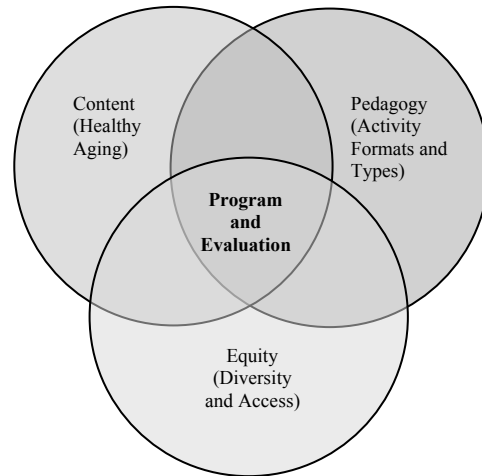 Content
(Healthy
Aging)
Pedagogy
(Activity
Formats and
Types)
Program
and
Evaluation
Equity
(Diversity
and Access)